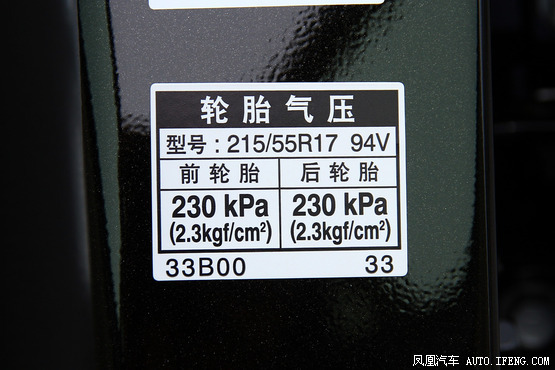 轮胎气压
型号：215/55R17 94V
前轮胎 后轮胎
230 kPa 230 kPa
(2.3kgf/cm²) (2.3kgf/cm²)
33B00 33
凤凰汽车 AUTO.IFENG.COM